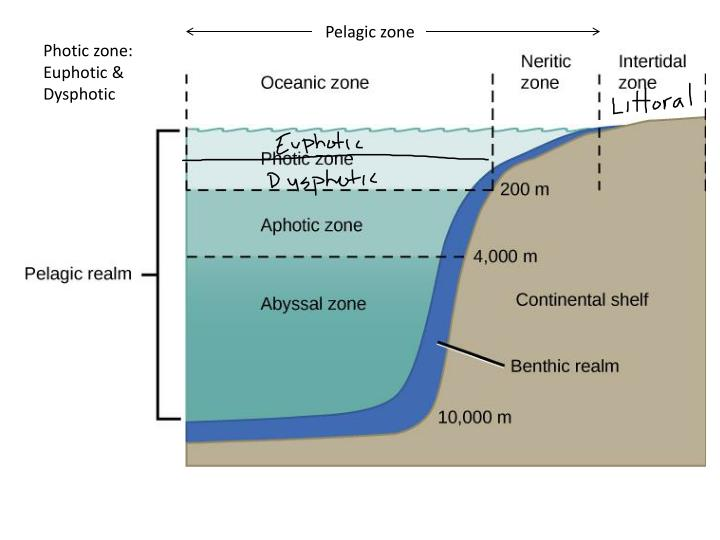 Pelagic zone
Photic zone:
Euphotic &
Dysphotic
Oceanic zone
Neritic
zone
Intertidal
zone
Littoral
Euphotic
Photic zone
Dysphotic
200 m
Aphotic zone
4,000 m
Pelagic realm
Abyssal zone
Continental shelf
Benthic realm
10,000 m